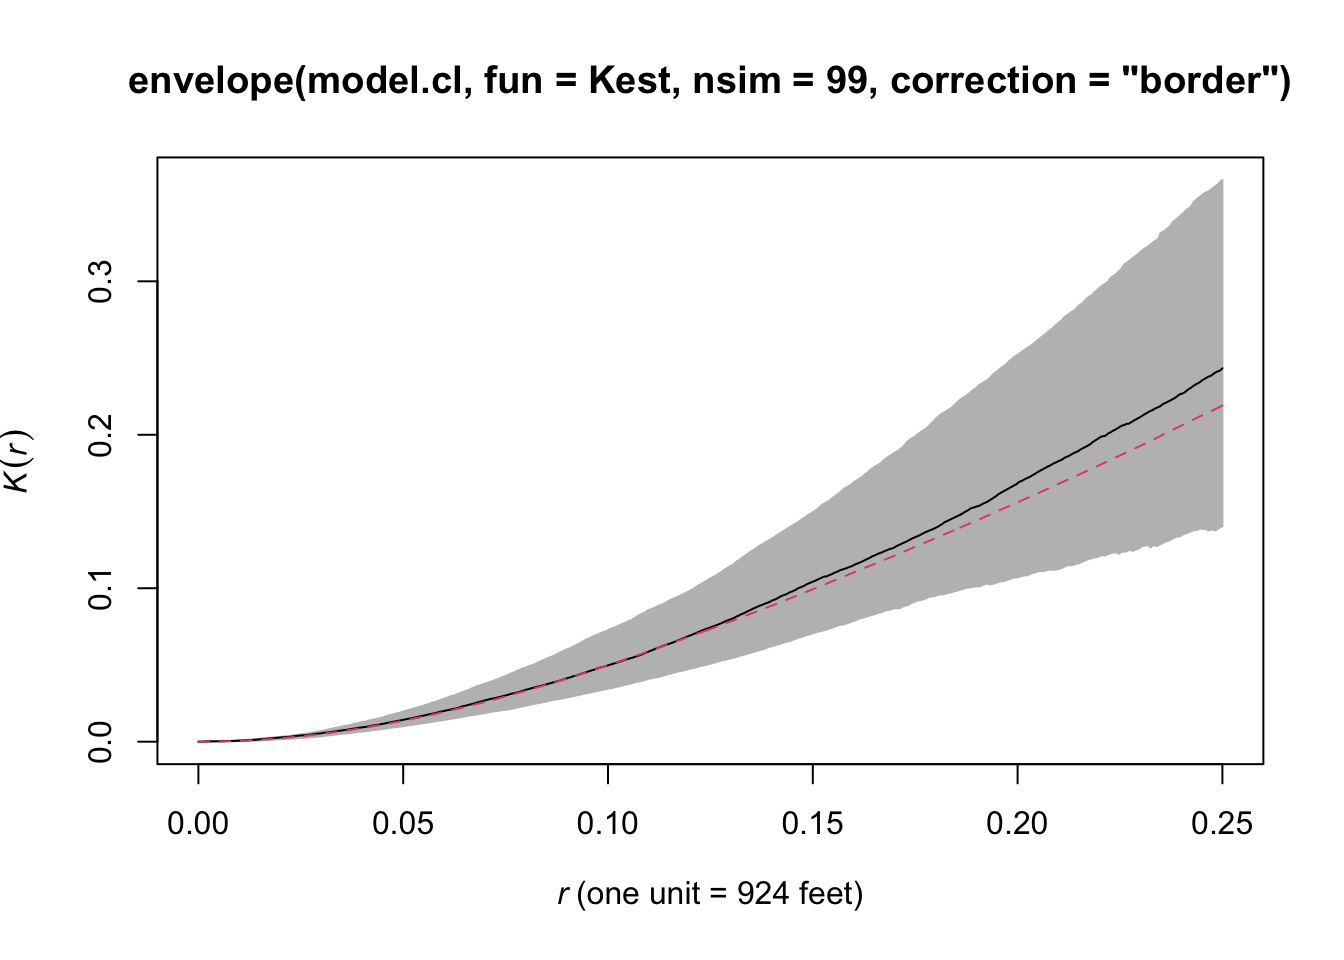 envelope(model.cl, fun = Kest, nsim = 99, correction = "border")
K(r)
0.3
0.2
0.1
0.0
0.00 0.05 0.10 0.15 0.20 0.25
r (one unit = 924 feet)